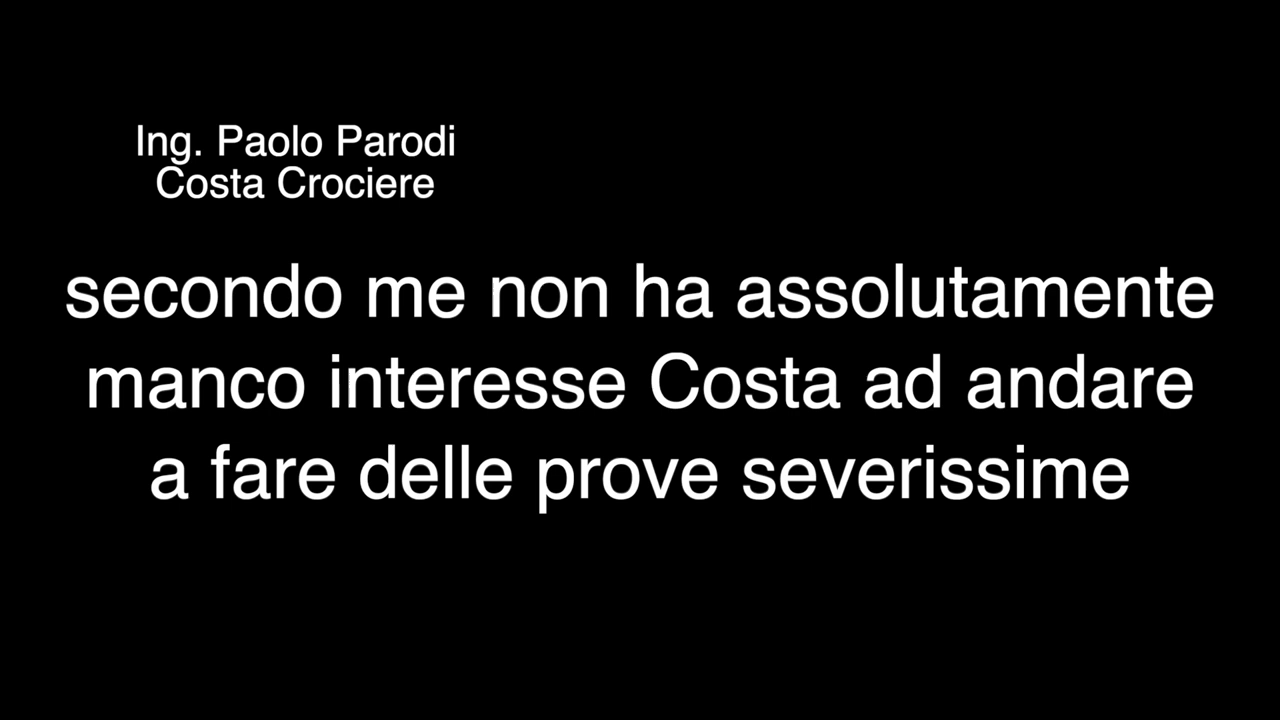 Ing. Paolo Parodi
Costa Crociere
secondo me non ha assolutamente
manco interesse Costa ad andare
a fare delle prove severissime